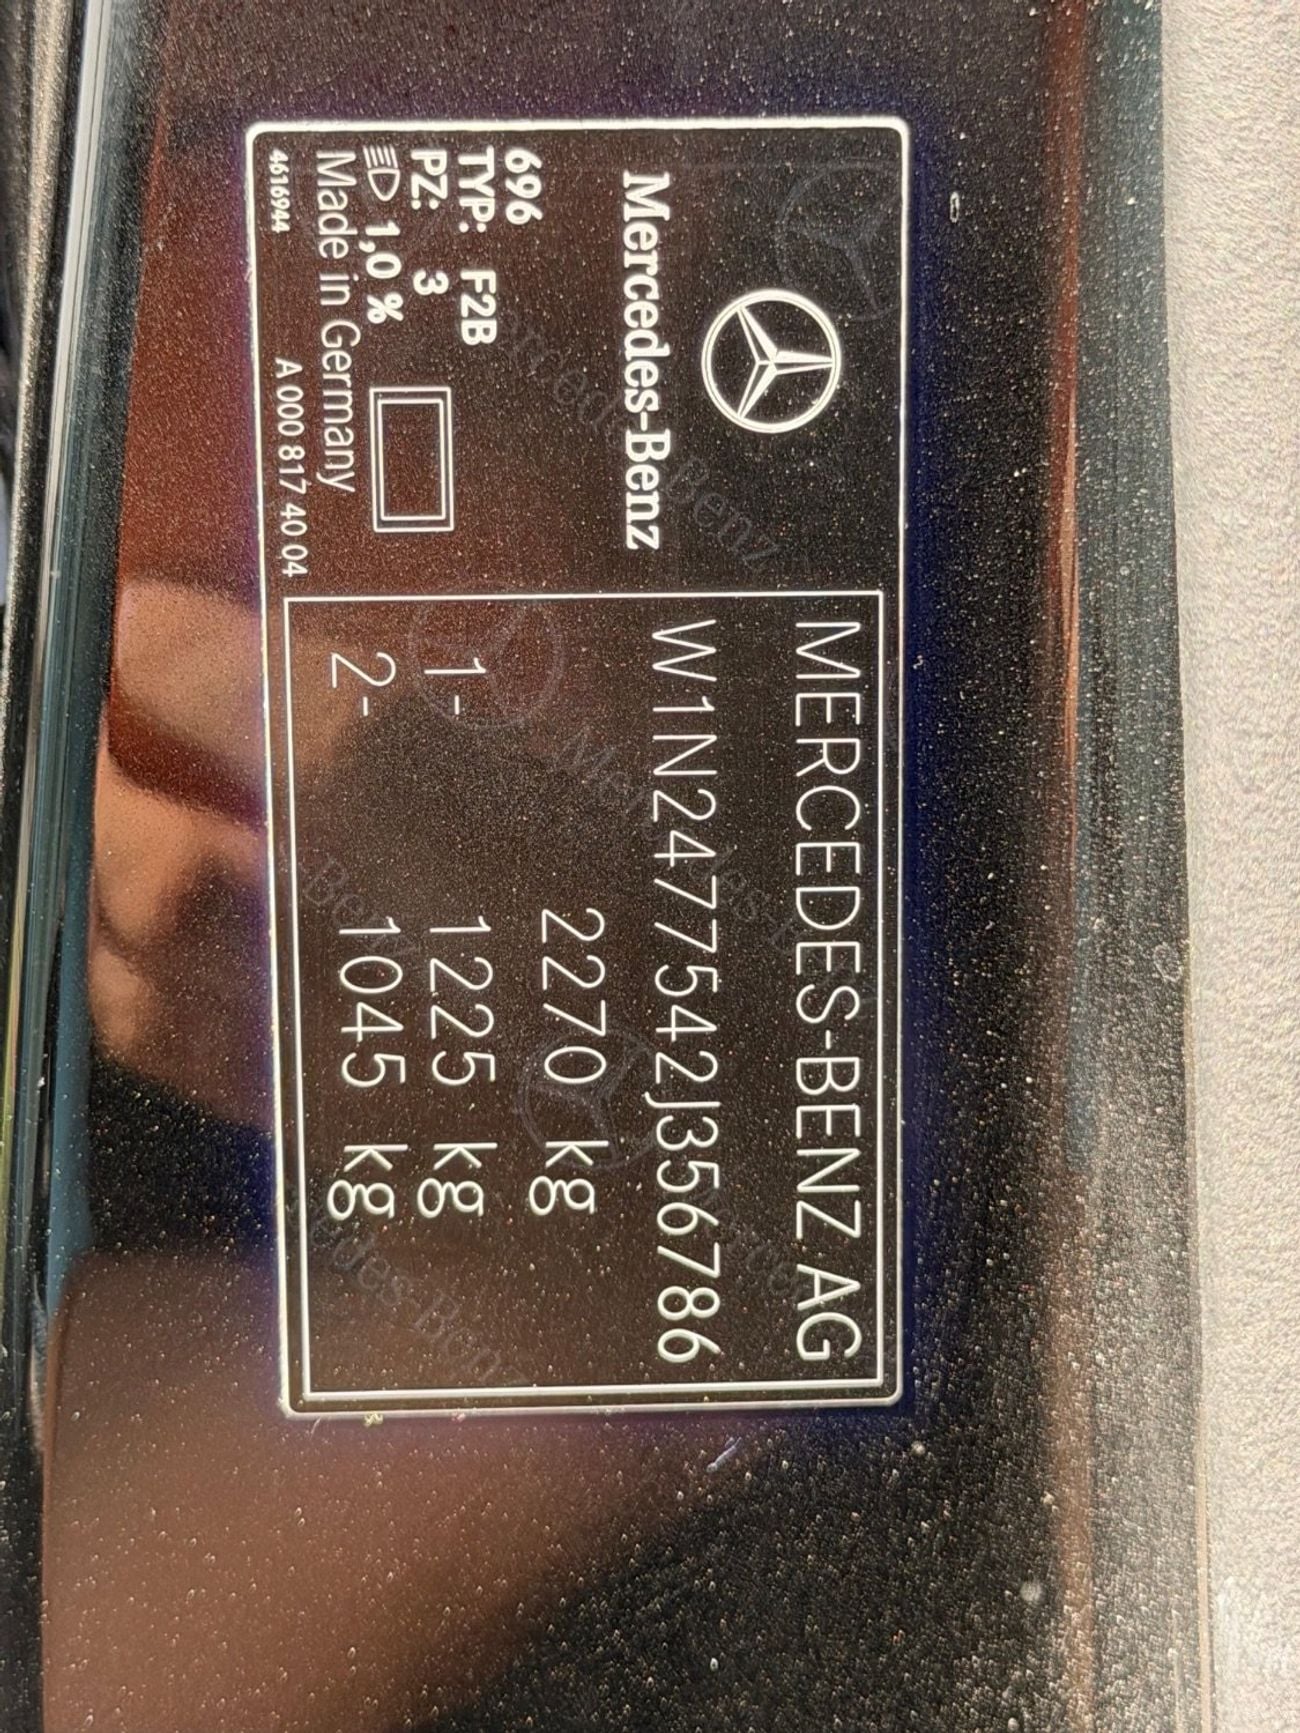 Mercedes-Benz
696
TYP: F2B
PZ: 3
1,0 %
Made in Germany
4616944 A 000 817 40 04
MERCEDES-BENZ AG
W1N2477542J356786
2270 kg
1- 1225 kg
2- 1045 kg